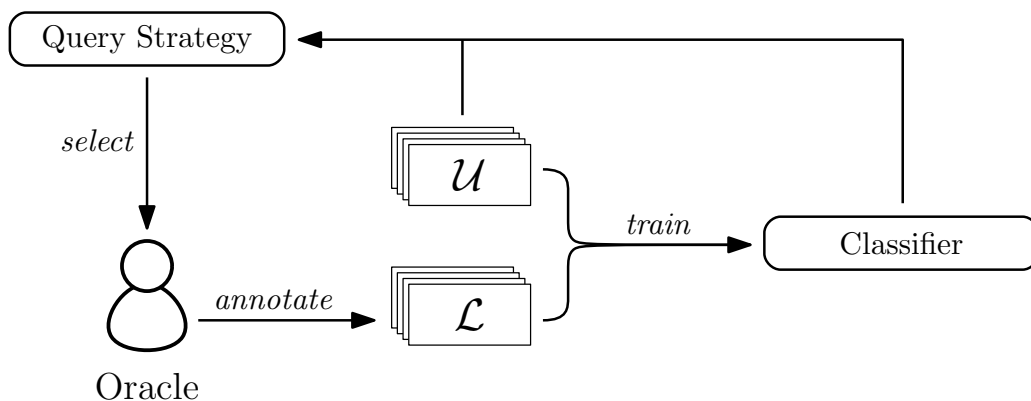 Query Strategy
select
𝒰
train
Classifier
annotate
ℒ
Oracle